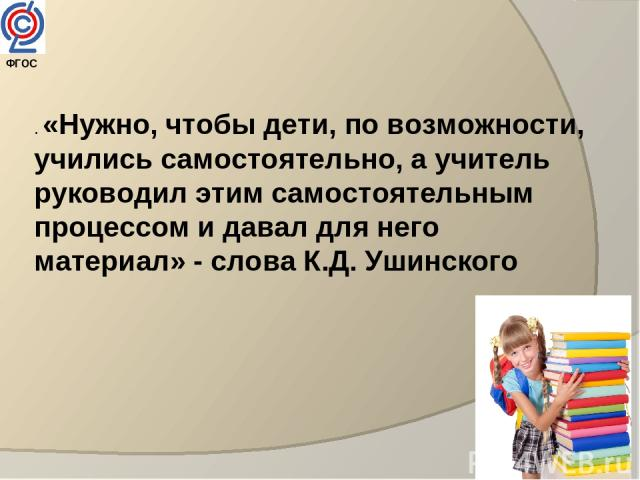 ФГОС
. «Нужно, чтобы дети, по возможности,
учились самостоятельно, а учитель
руководил этим самостоятельным
процессом и давал для него
материал» - слова К.Д. Ушинского